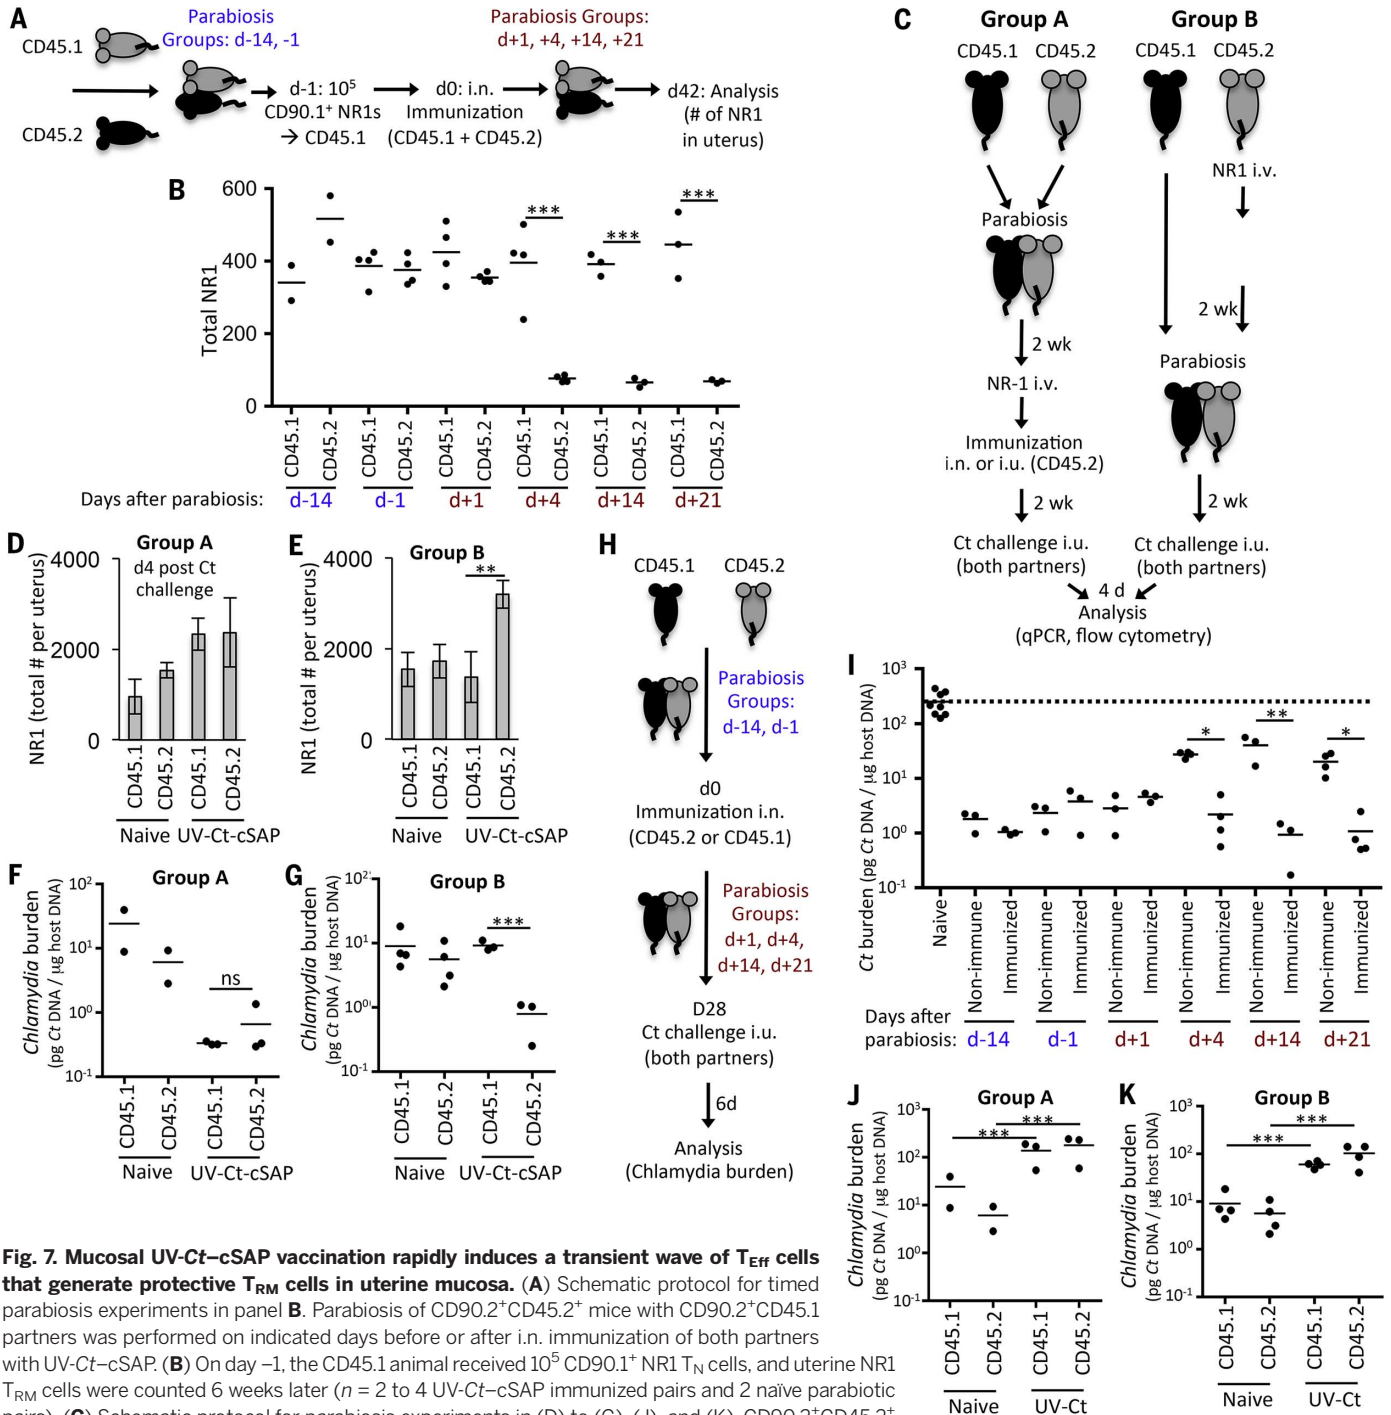 A
CD45.1
CD45.2
Parabiosis
Groups: d-14, -1
d-1: 10⁵
CD90.1⁺ NR1s
→ CD45.1
d0: i.n.
Immunization
(CD45.1 + CD45.2)
Parabiosis Groups:
d+1, +4, +14, +21
d42: Analysis
(# of NR1
in uterus)
B
Total NR1
600
400
200
0
***
***
***
CD45.1
CD45.2
CD45.1
CD45.2
CD45.1
CD45.2
CD45.1
CD45.2
CD45.1
CD45.2
CD45.1
CD45.2
Days after parabiosis: d-14 d-1 d+1 d+4 d+14 d+21
C
Group A Group B
CD45.1 CD45.2 CD45.1 CD45.2
NR1 i.v.
Parabiosis
2 wk
2 wk
Parabiosis
NR-1 i.v.
Immunization
i.n. or i.u. (CD45.2)
2 wk
2 wk
Ct challenge i.u.
(both partners)
Ct challenge i.u.
(both partners)
4 d
Analysis
(qPCR, flow cytometry)
D
Group A
d4 post Ct
challenge
NR1 (total # per uterus)
4000
2000
0
CD45.1
CD45.2
CD45.1
CD45.2
Naive UV-Ct-cSAP
E
Group B
NR1 (total # per uterus)
4000
2000
0
**
CD45.1
CD45.2
CD45.1
CD45.2
Naive UV-Ct-cSAP
F
Group A
Chlamydia burden
(pg Ct DNA / µg host DNA)
10²
10¹
10⁰
10⁻¹
ns
CD45.1
CD45.2
CD45.1
CD45.2
Naive UV-Ct-cSAP
G
Group B
Chlamydia burden
(pg Ct DNA / µg host DNA)
10²
10¹
10⁰
10⁻¹
***
CD45.1
CD45.2
CD45.1
CD45.2
Naive UV-Ct-cSAP
H
CD45.1 CD45.2
Parabiosis
Groups:
d-14, d-1
d0
Immunization i.n.
(CD45.2 or CD45.1)
Parabiosis
Groups:
d+1, d+4,
d+14, d+21
D28
Ct challenge i.u.
(both partners)
6d
Analysis
(Chlamydia burden)
I
Ct burden (pg Ct DNA / µg host DNA)
10³
10²
10¹
10⁰
10⁻¹
*
**
*
Naive
Non-immune
Immunized
Non-immune
Immunized
Non-immune
Immunized
Non-immune
Immunized
Non-immune
Immunized
Non-immune
Immunized
Days after
parabiosis: d-14 d-1 d+1 d+4 d+14 d+21
J
Group A
Chlamydia burden
(pg Ct DNA / µg host DNA)
10³
10²
10¹
10⁰
10⁻¹
***
***
CD45.1
CD45.2
CD45.1
CD45.2
Naive UV-Ct
K
Group B
Chlamydia burden
(pg Ct DNA / µg host DNA)
10³
10²
10¹
10⁰
10⁻¹
***
***
CD45.1
CD45.2
CD45.1
CD45.2
Naive UV-Ct
Fig. 7. Mucosal UV-Ct–cSAP vaccination rapidly induces a transient wave of T_Eff cells
that generate protective T_RM cells in uterine mucosa. (A) Schematic protocol for timed
parabiosis experiments in panel B. Parabiosis of CD90.2⁺CD45.2⁺ mice with CD90.2⁺CD45.1
partners was performed on indicated days before or after i.n. immunization of both partners
with UV-Ct–cSAP. (B) On day −1, the CD45.1 animal received 10⁵ CD90.1⁺ NR1 T_N cells, and uterine NR1
T_RM cells were counted 6 weeks later (n = 2 to 4 UV-Ct–cSAP immunized pairs and 2 naïve parabiotic
pairs). (C) Schematic protocol for parabiosis experiments in (D) to (G), (J), and (K). CD90.2⁺CD45.2⁺